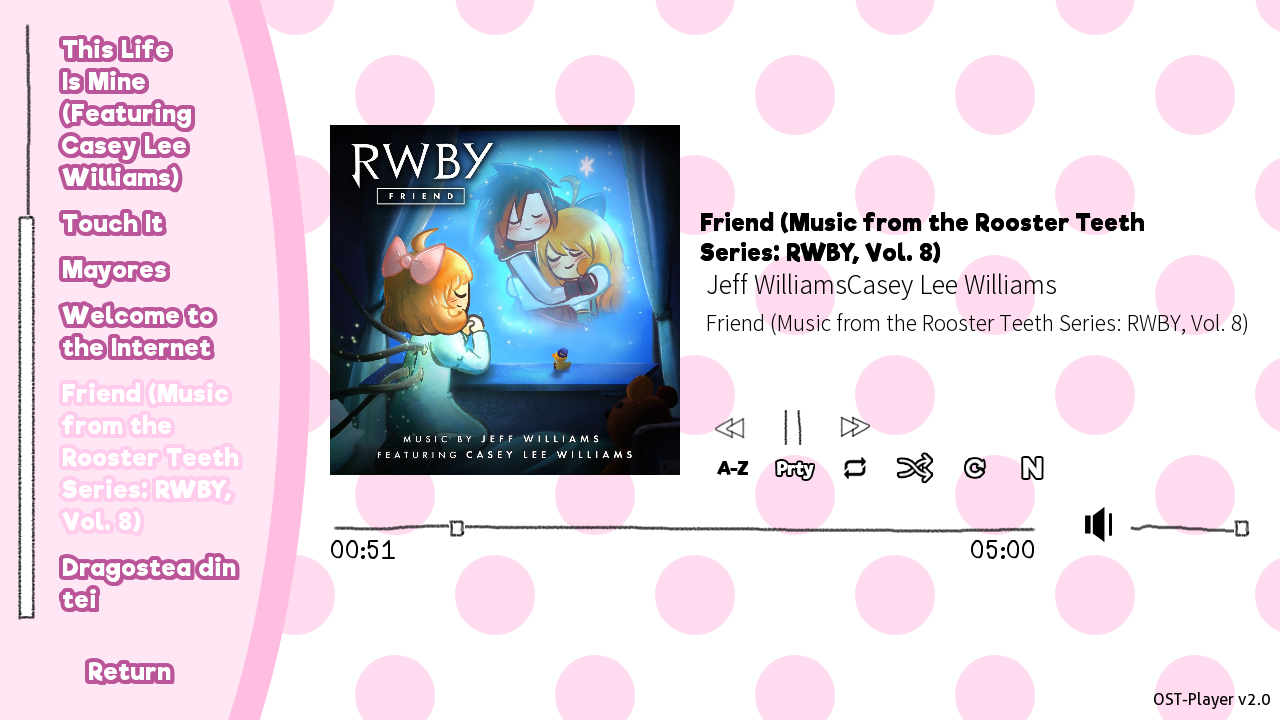 This Life
Is Mine
(Featuring
Casey Lee
Williams)
Touch It
Mayores
Welcome to
the Internet
Friend (Music
from the
Rooster Teeth
Series: RWBY,
Vol. 8)
Dragostea din
tei
Return
RWBY
FRIEND
MUSIC BY JEFF WILLIAMS
FEATURING CASEY LEE WILLIAMS
Friend (Music from the Rooster Teeth
Series: RWBY, Vol. 8)
Jeff WilliamsCasey Lee Williams
Friend (Music from the Rooster Teeth Series: RWBY, Vol. 8)
A-Z Prty N
00:51 05:00
OST-Player v2.0